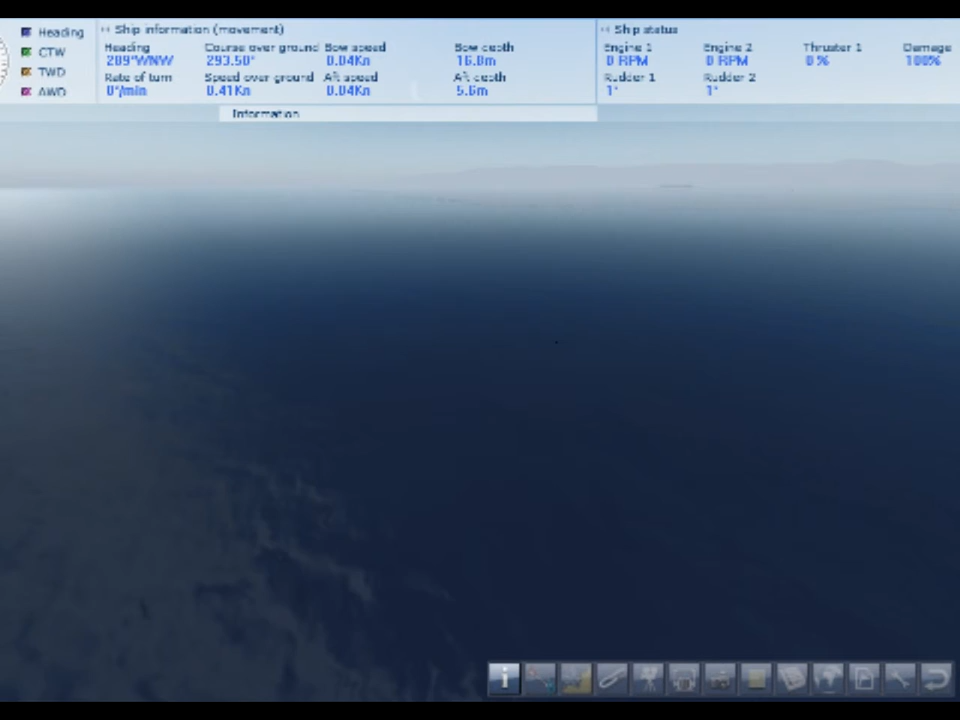 Heading
CTW
TWD
AWD
Ship information (movement)
Heading Course over ground Bow speed Bow depth
289°WNW 293.50° 0.04Kn 16.0m
Rate of turn Speed over ground Aft speed Aft depth
0°/min 0.41Kn 0.04Kn 5.6m
Ship status
Engine 1 Engine 2 Thruster 1 Damage
0 RPM 0 RPM 0 % 100%
Rudder 1 Rudder 2
1° 1°
Information